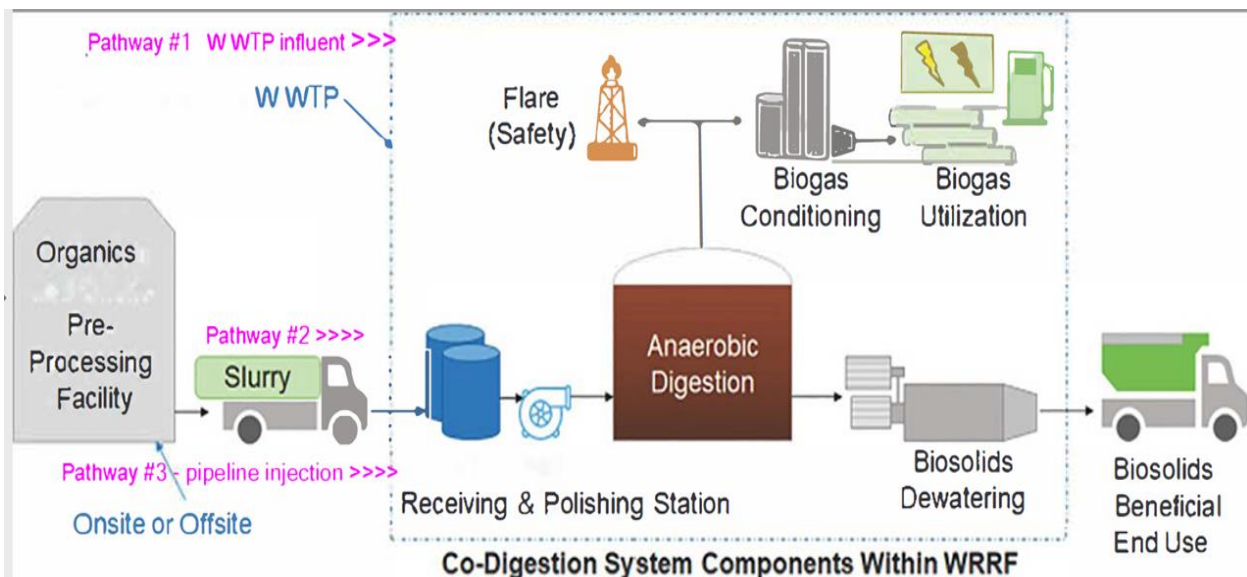 Pathway #1 WWTP influent >>>
WWTP
Flare
(Safety)
Biogas
Conditioning
Biogas
Utilization
Organics
Pre-
Processing
Facility
Pathway #2 >>>>
Slurry
Anaerobic
Digestion
Pathway #3 - pipeline injection >>>>
Onsite or Offsite
Receiving & Polishing Station
Biosolids
Dewatering
Biosolids
Beneficial
End Use
Co-Digestion System Components Within WRRF